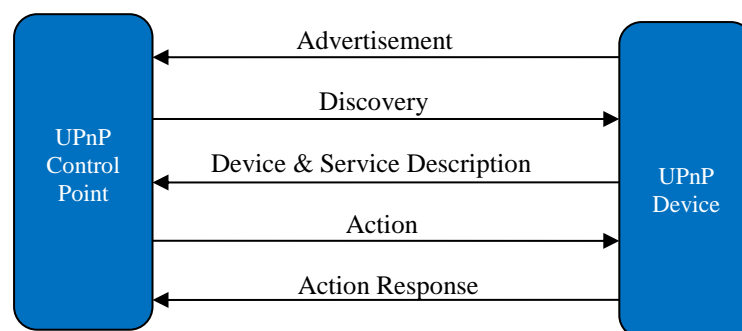 Advertisement
Discovery
UPnP
Control
Point
Device & Service Description
UPnP
Device
Action
Action Response